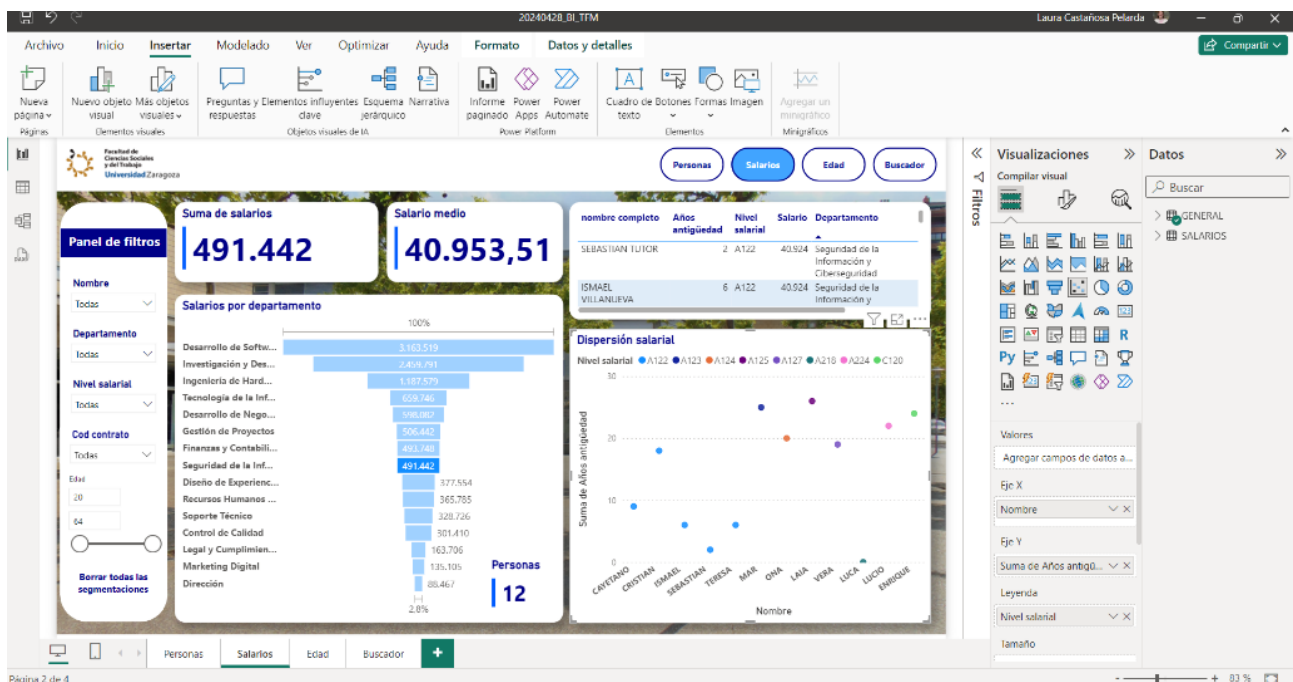 20240428_BI_TFM
Laura Castañosa Pelarda
Archivo Inicio Insertar Modelado Ver Optimizar Ayuda Formato Datos y detalles
Compartir
Nueva página
Nuevo objeto visual
Más objetos visuales
Preguntas y respuestas
Elementos influyentes clave
Esquema jerárquico
Narrativa
Informe paginado
Power Apps
Power Automate
Cuadro de texto
Botones
Formas
Imagen
Agregar un minigráfico
Páginas
Elementos visuales
Objetos visuales de IA
Power Platform
Elementos
Minigráficos
Facultad de
Ciencias Sociales
y del Trabajo
Universidad Zaragoza
Personas Salarios Edad Buscador
Panel de filtros
Nombre
Todas
Departamento
Todas
Nivel salarial
Todas
Cod contrato
Todas
Edad
20
64
Borrar todas las
segmentaciones
Suma de salarios
491.442
Salario medio
40.953,51
Salarios por departamento
100%
Desarrollo de Softw... 3.163.519
Investigación y Des... 2.459.791
Ingeniería de Hard... 1.187.579
Tecnología de la Inf... 659.746
Desarrollo de Nego... 598.082
Gestión de Proyectos 506.442
Finanzas y Contabili... 493.748
Seguridad de la Inf... 491.442
Diseño de Experienc... 377.554
Recursos Humanos ... 365.785
Soporte Técnico 328.726
Control de Calidad 301.410
Legal y Cumplimien... 163.706
Marketing Digital 135.105
Dirección 88.467
2.8%
Personas
12
nombre completo Años antigüedad Nivel salarial Salario Departamento
SEBASTIAN TUTOR 2 A122 40.924 Seguridad de la
Información y
Ciberseguridad
ISMAEL 6 A122 40.924 Seguridad de la
VILLANUEVA Información y
Dispersión salarial
Nivel salarial A122 A123 A124 A125 A127 A218 A224 C120
Suma de Años antigüedad
30
20
10
0
CAYETANO CRISTIAN ISMAEL SEBASTIAN TERESA MAR ONA LAIA VERA LUCA LUCIO ENRIQUE
Nombre
Filtros
Visualizaciones
Compilar visual
R
Py
...
Valores
Agregar campos de datos a...
Eje X
Nombre
Eje Y
Suma de Años antigü...
Leyenda
Nivel salarial
Tamaño
Datos
Buscar
GENERAL
SALARIOS
Personas Salarios Edad Buscador +
Página 2 de 4
- + 83 %